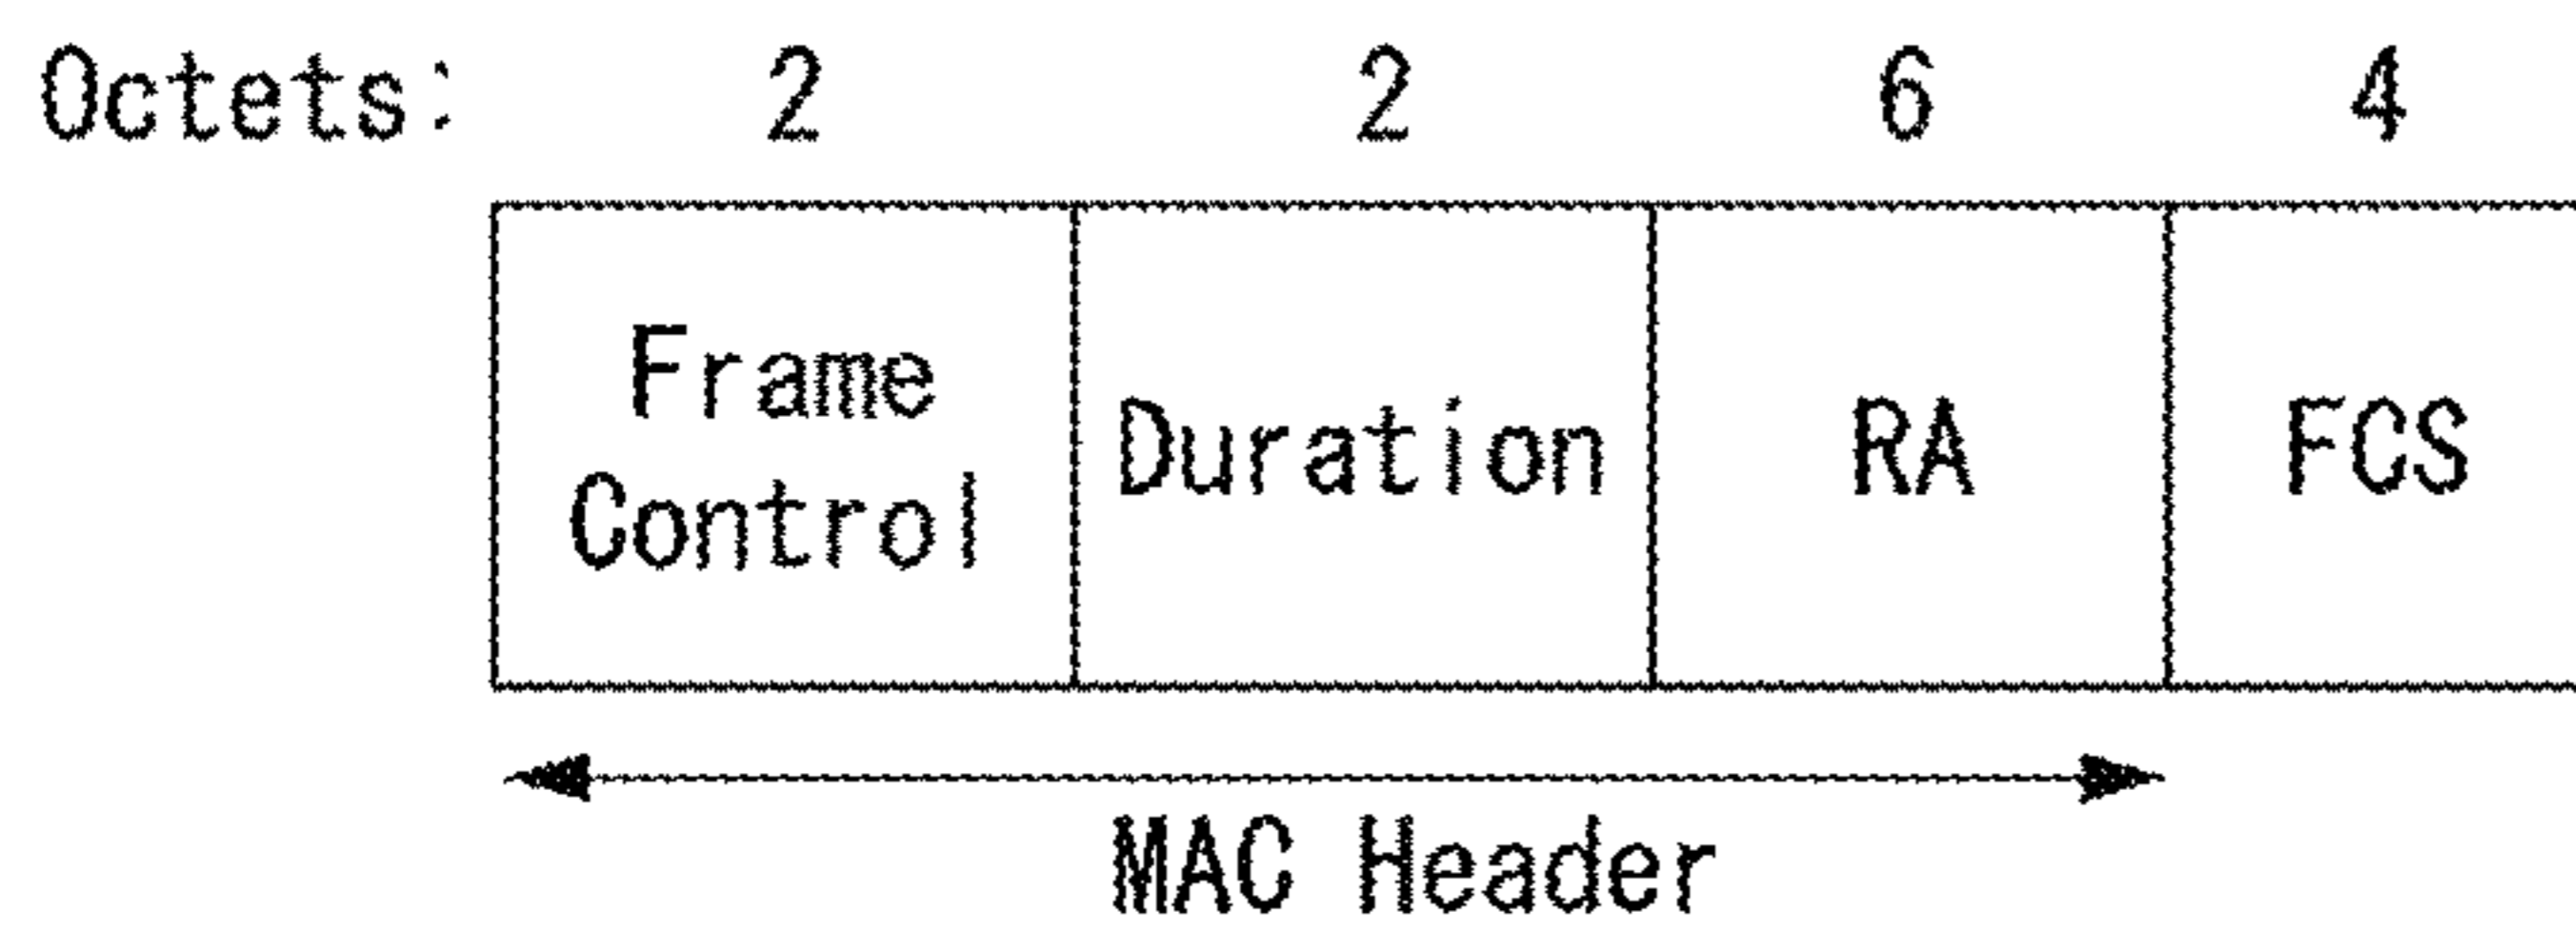 Octets: 2 2 6 4
Frame
Control
Duration
RA
FCS
MAC Header